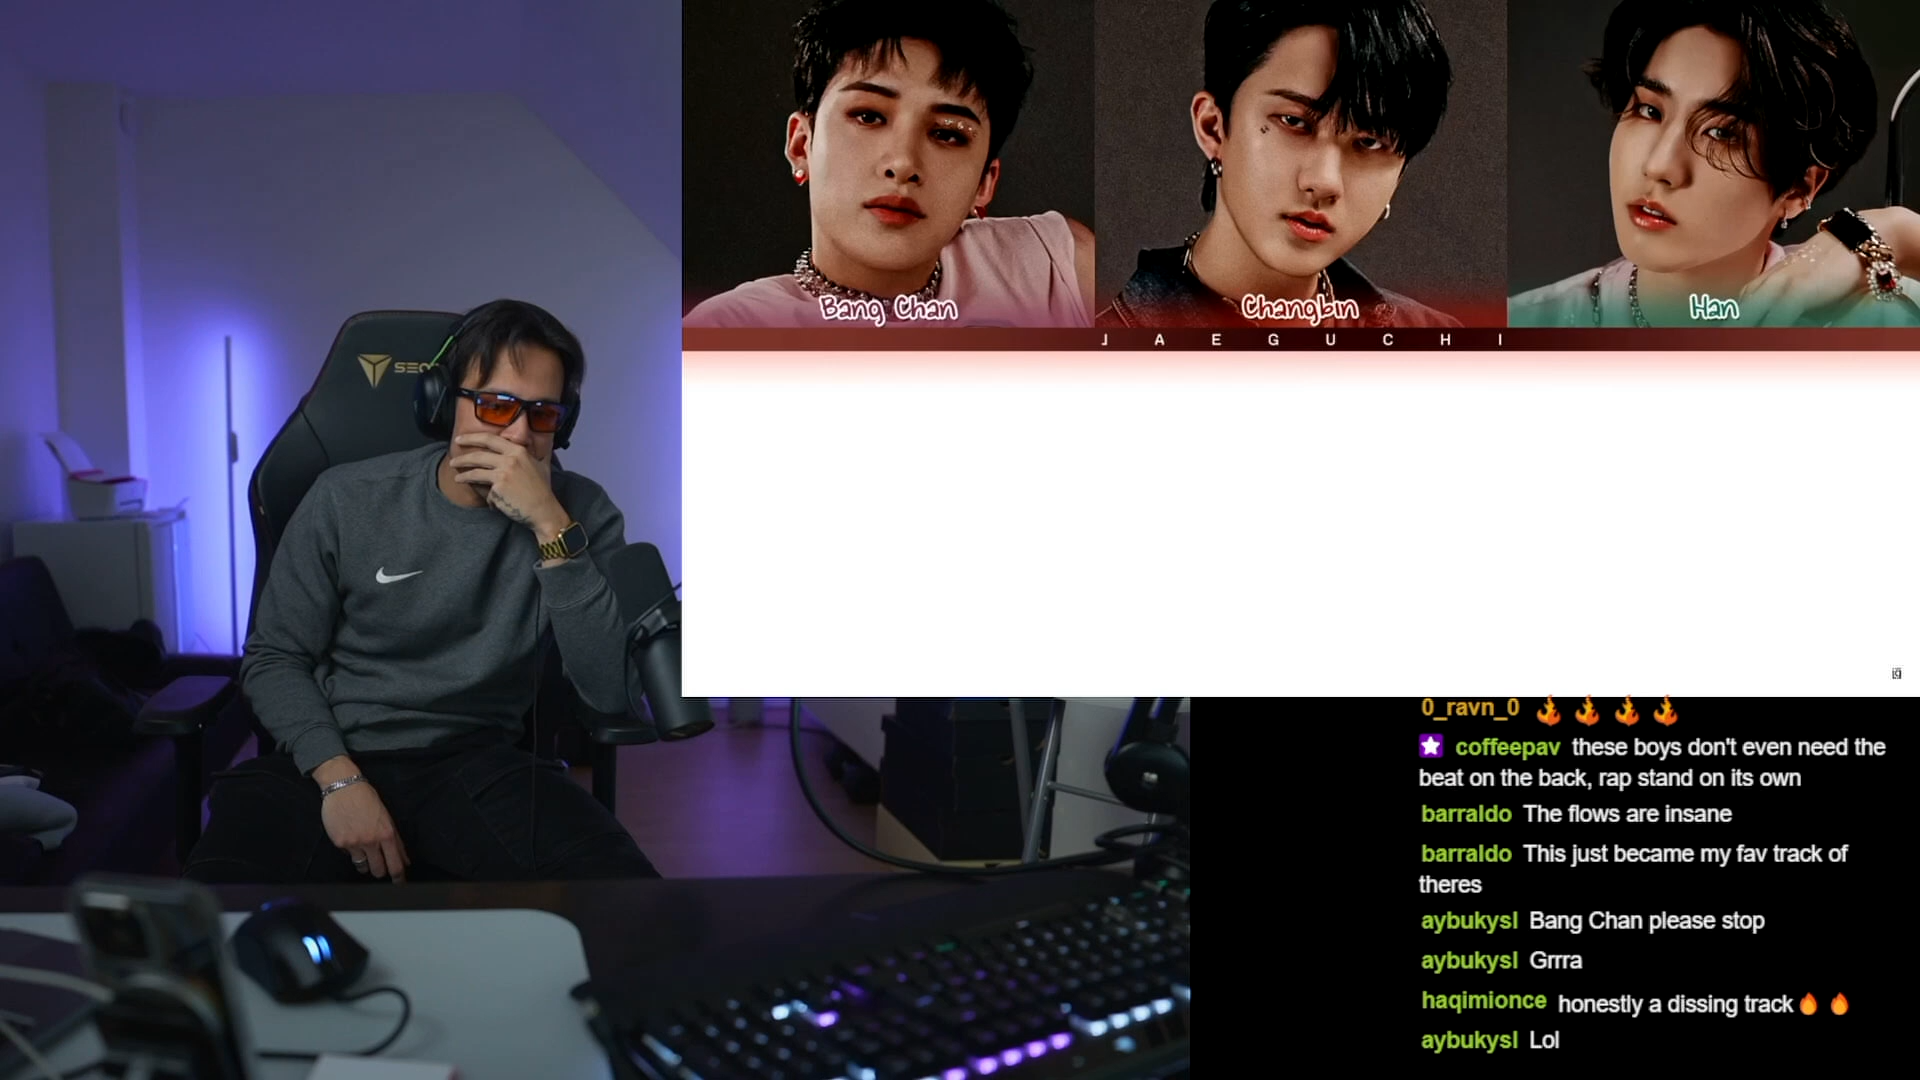 Bang Chan
Changbin
Han
J A E G U C H I
0_ravn_0
coffeepav these boys don't even need the
beat on the back, rap stand on its own
barraldo The flows are insane
barraldo This just became my fav track of
theres
aybukysl Bang Chan please stop
aybukysl Grrra
haqimionce honestly a dissing track
aybukysl Lol